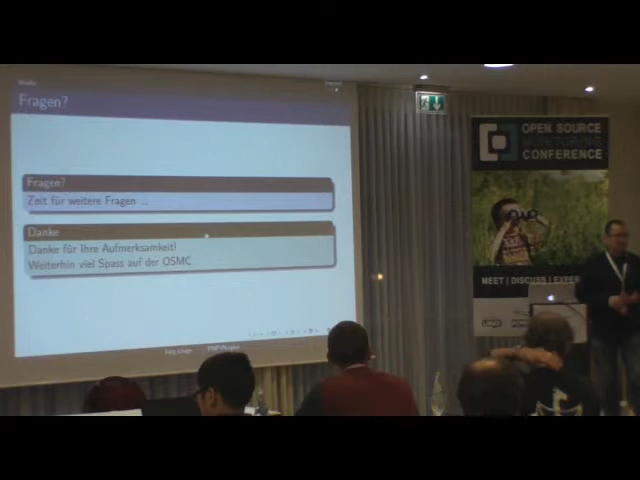 Fragen?
Fragen?
Zeit für weitere Fragen ...
Danke
Danke für Ihre Aufmerksamkeit!
Weiterhin viel Spass auf der OSMC
OPEN SOURCE
MONITORING
CONFERENCE
MEET | DISCUSS |